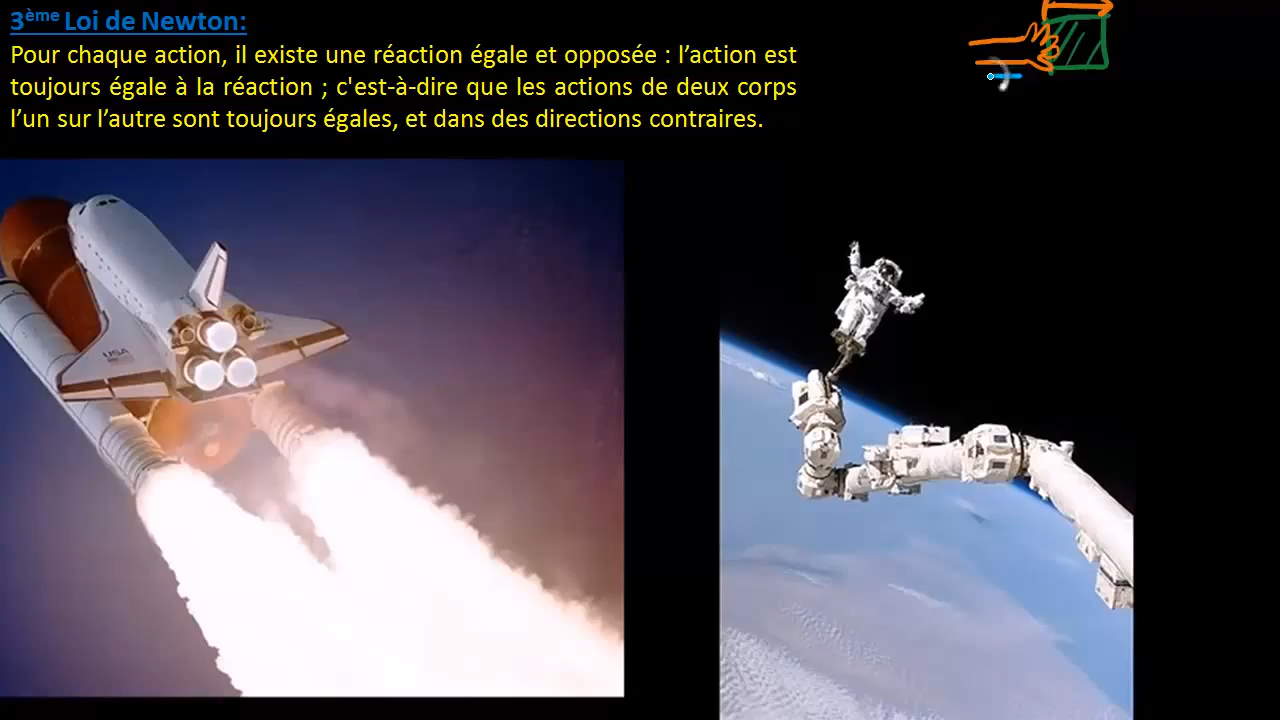 3ème Loi de Newton:
Pour chaque action, il existe une réaction égale et opposée : l’action est
toujours égale à la réaction ; c'est-à-dire que les actions de deux corps
l’un sur l’autre sont toujours égales, et dans des directions contraires.
USA